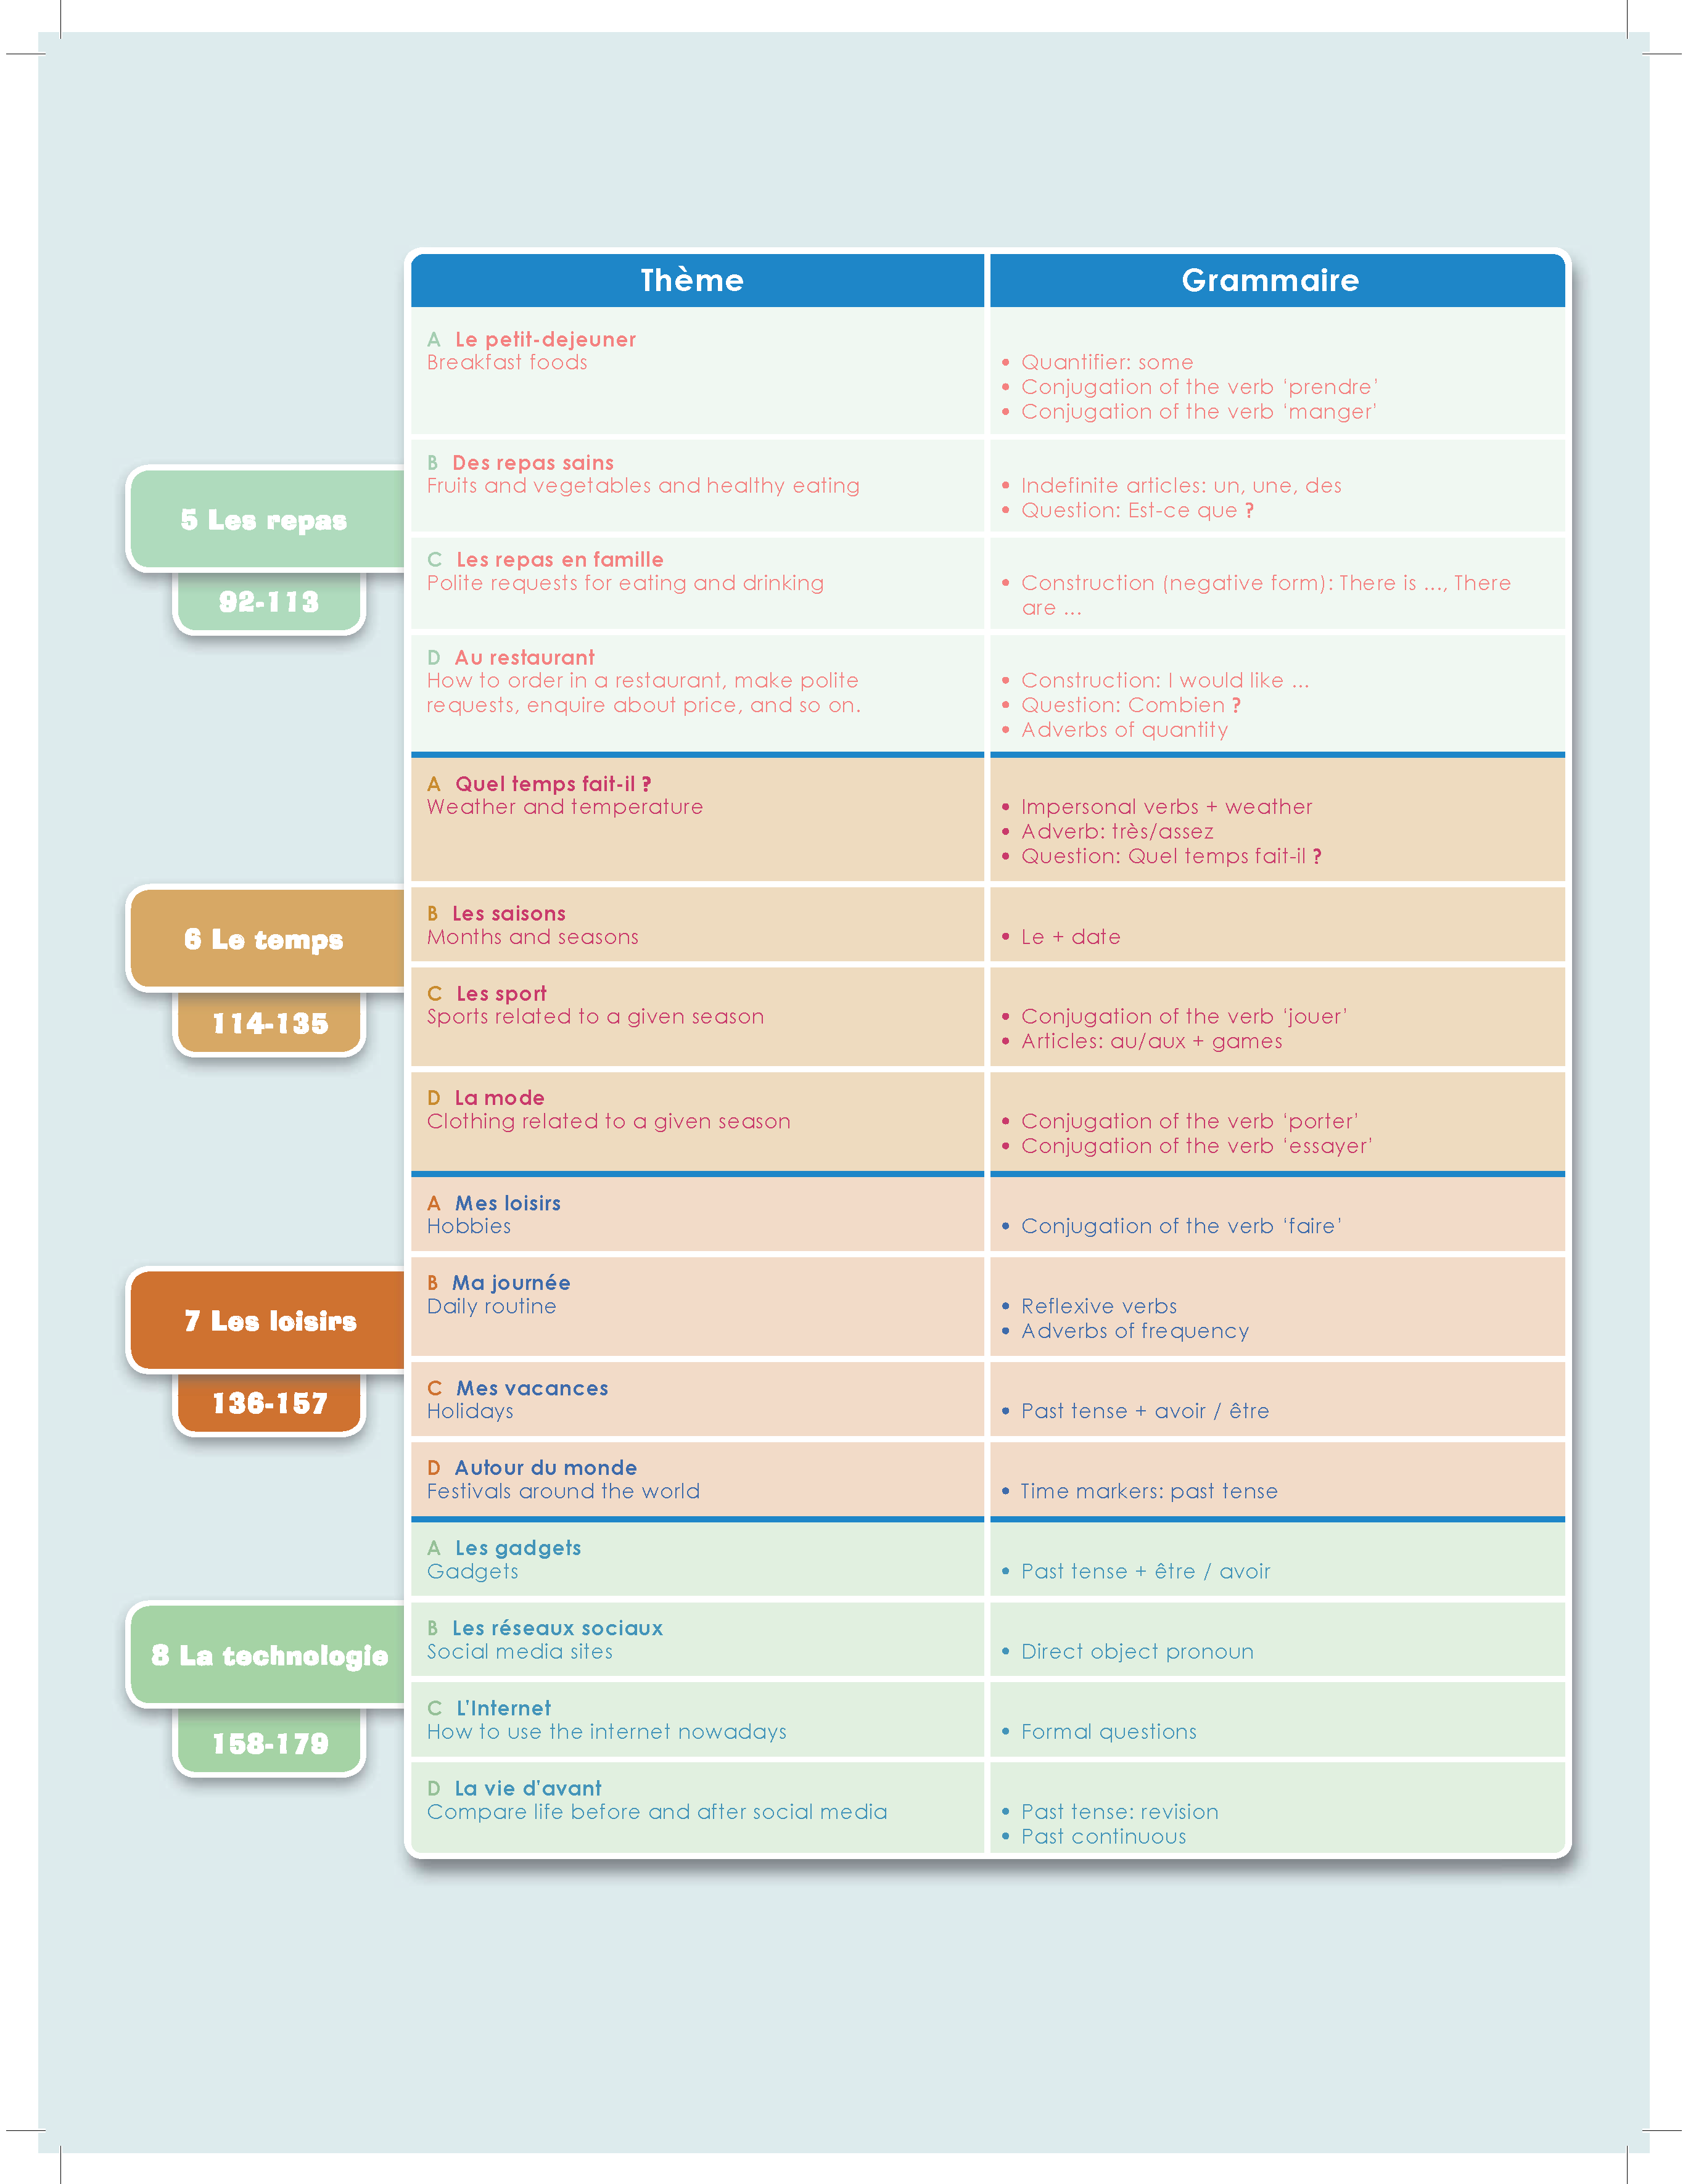 Thème
Grammaire
5 Les repas
92-113
A Le petit-dejeuner
Breakfast foods
• Quantifier: some
• Conjugation of the verb ‘prendre’
• Conjugation of the verb ‘manger’
B Des repas sains
Fruits and vegetables and healthy eating
• Indefinite articles: un, une, des
• Question: Est-ce que ?
C Les repas en famille
Polite requests for eating and drinking
• Construction (negative form): There is ..., There
are ...
D Au restaurant
How to order in a restaurant, make polite
requests, enquire about price, and so on.
• Construction: I would like ...
• Question: Combien ?
• Adverbs of quantity
6 Le temps
114-135
A Quel temps fait-il ?
Weather and temperature
• Impersonal verbs + weather
• Adverb: très/assez
• Question: Quel temps fait-il ?
B Les saisons
Months and seasons
• Le + date
C Les sport
Sports related to a given season
• Conjugation of the verb ‘jouer’
• Articles: au/aux + games
D La mode
Clothing related to a given season
• Conjugation of the verb ‘porter’
• Conjugation of the verb ‘essayer’
7 Les loisirs
136-157
A Mes loisirs
Hobbies
• Conjugation of the verb ‘faire’
B Ma journée
Daily routine
• Reflexive verbs
• Adverbs of frequency
C Mes vacances
Holidays
• Past tense + avoir / être
D Autour du monde
Festivals around the world
• Time markers: past tense
8 La technologie
158-179
A Les gadgets
Gadgets
• Past tense + être / avoir
B Les réseaux sociaux
Social media sites
• Direct object pronoun
C L’Internet
How to use the internet nowadays
• Formal questions
D La vie d’avant
Compare life before and after social media
• Past tense: revision
• Past continuous